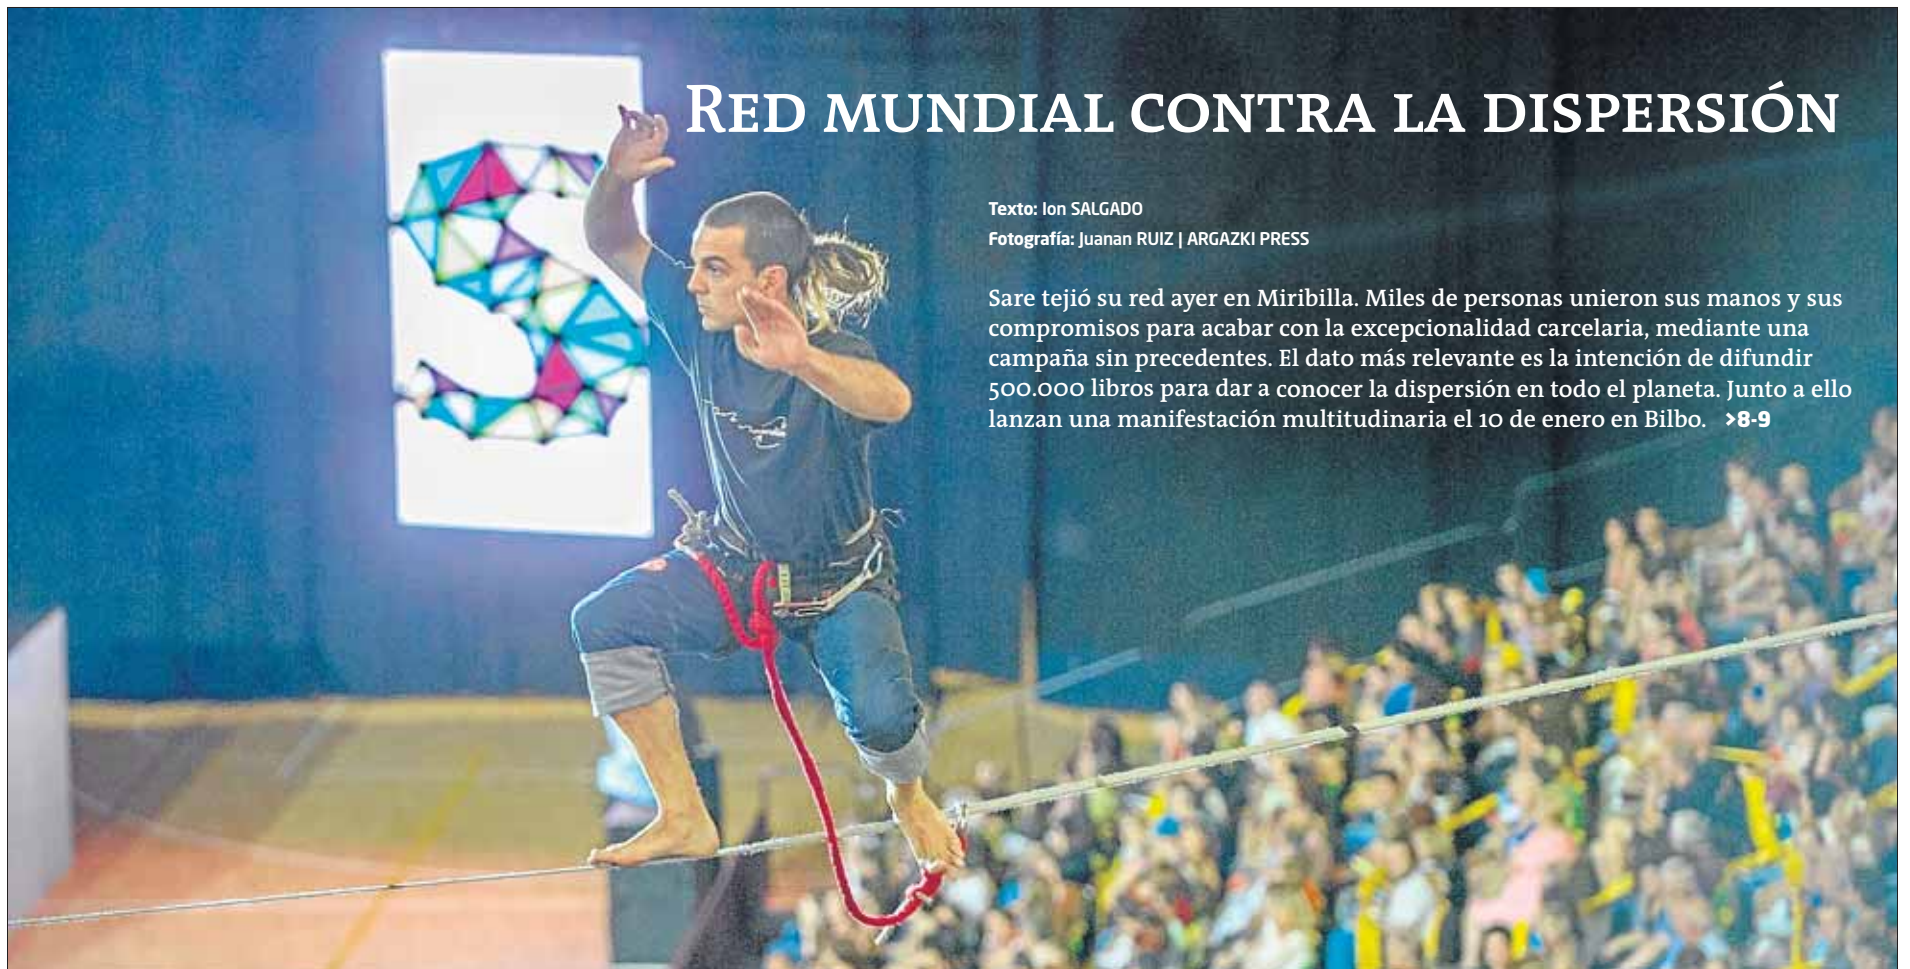 RED MUNDIAL CONTRA LA DISPERSIÓN
Texto: Ion SALGADO
Fotografía: Juanan RUIZ | ARGAZKI PRESS
Sare tejió su red ayer en Miribilla. Miles de personas unieron sus manos y sus
compromisos para acabar con la excepcionalidad carcelaria, mediante una
campaña sin precedentes. El dato más relevante es la intención de difundir
500.000 libros para dar a conocer la dispersión en todo el planeta. Junto a ello
lanzan una manifestación multitudinaria el 10 de enero en Bilbo. >8-9
S